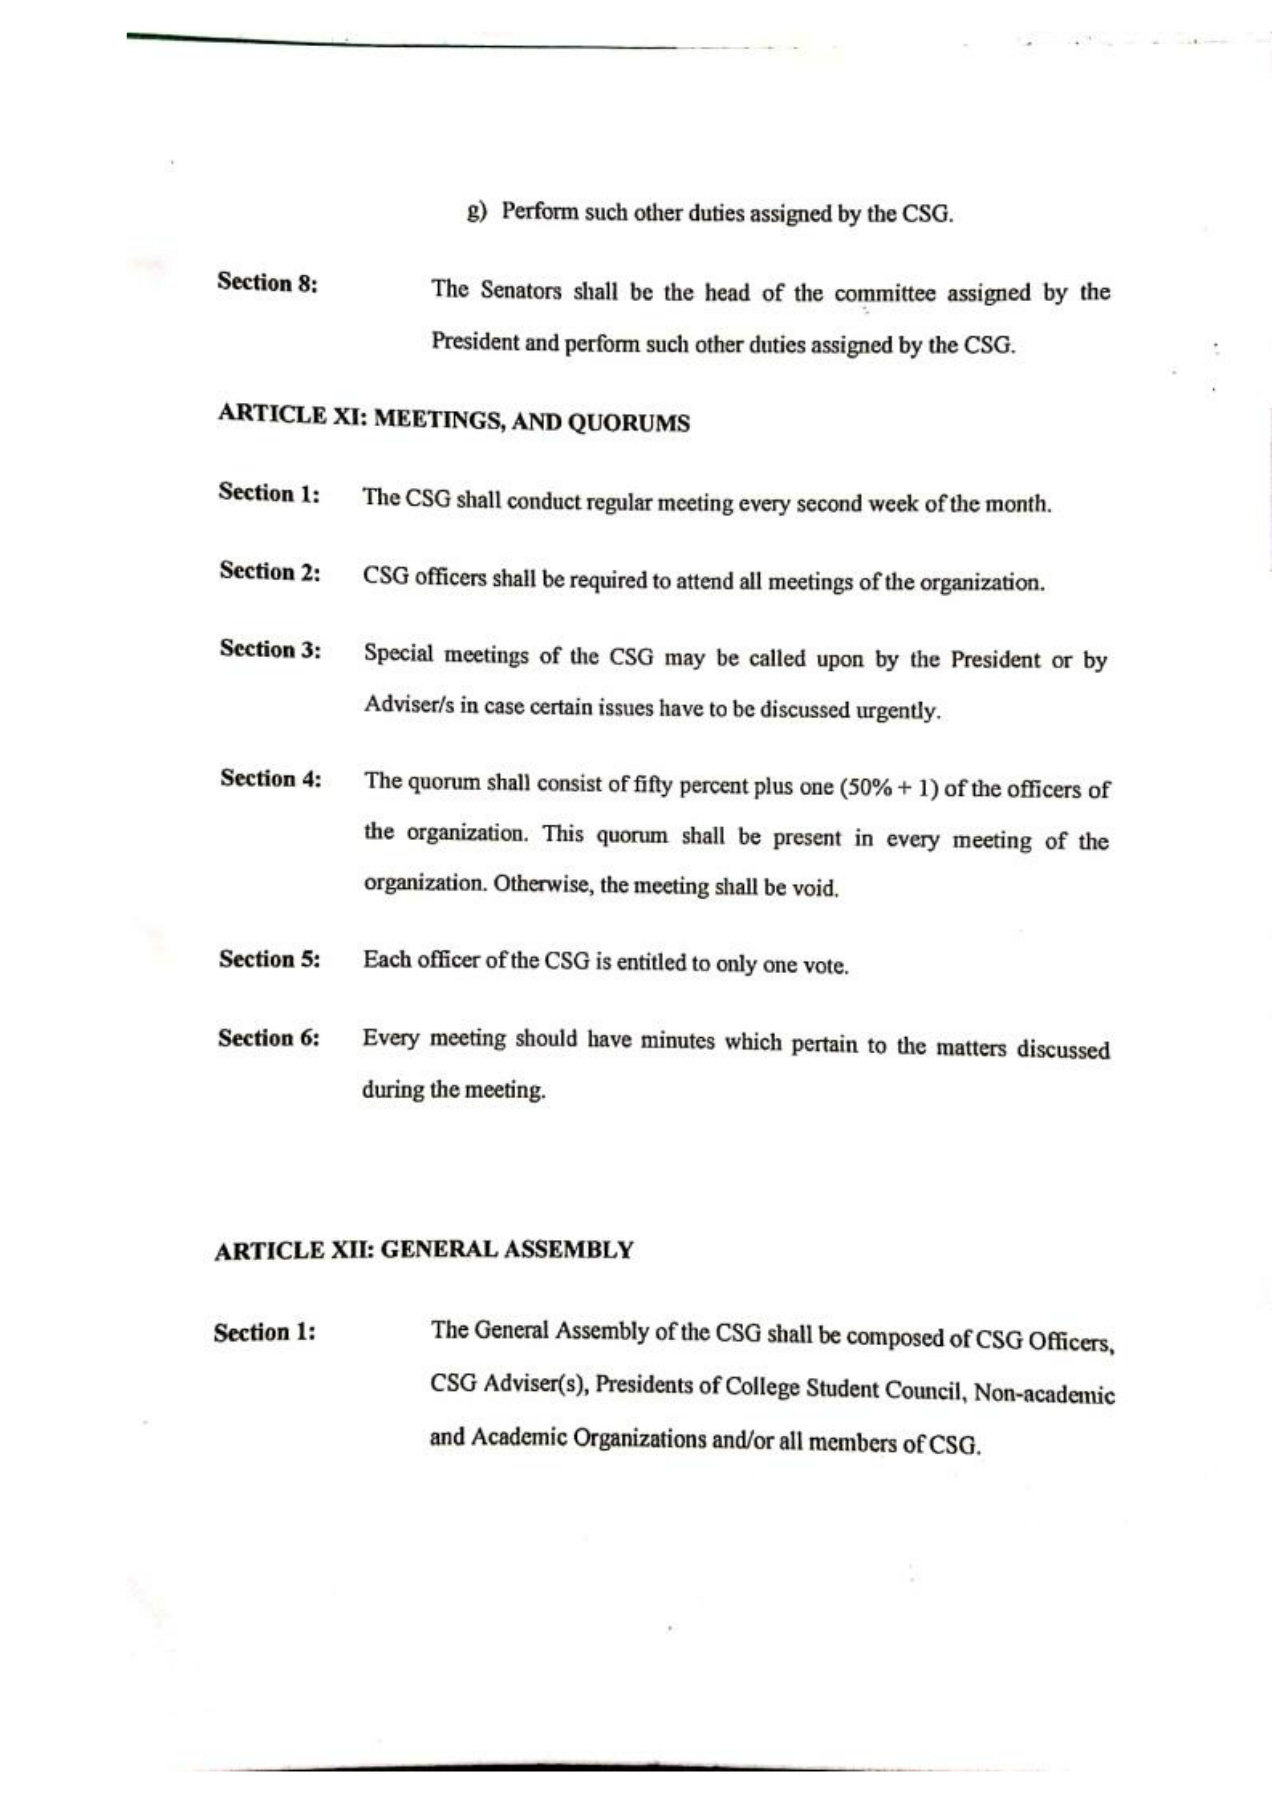 g) Perform such other duties assigned by the CSG.
Section 8: The Senators shall be the head of the committee assigned by the
President and perform such other duties assigned by the CSG.
ARTICLE XI: MEETINGS, AND QUORUMS
Section 1: The CSG shall conduct regular meeting every second week of the month.
Section 2: CSG officers shall be required to attend all meetings of the organization.
Section 3: Special meetings of the CSG may be called upon by the President or by
Adviser/s in case certain issues have to be discussed urgently.
Section 4: The quorum shall consist of fifty percent plus one (50% + 1) of the officers of
the organization. This quorum shall be present in every meeting of the
organization. Otherwise, the meeting shall be void.
Section 5: Each officer of the CSG is entitled to only one vote.
Section 6: Every meeting should have minutes which pertain to the matters discussed
during the meeting.
ARTICLE XII: GENERAL ASSEMBLY
Section 1: The General Assembly of the CSG shall be composed of CSG Officers,
CSG Adviser(s), Presidents of College Student Council, Non-academic
and Academic Organizations and/or all members of CSG.